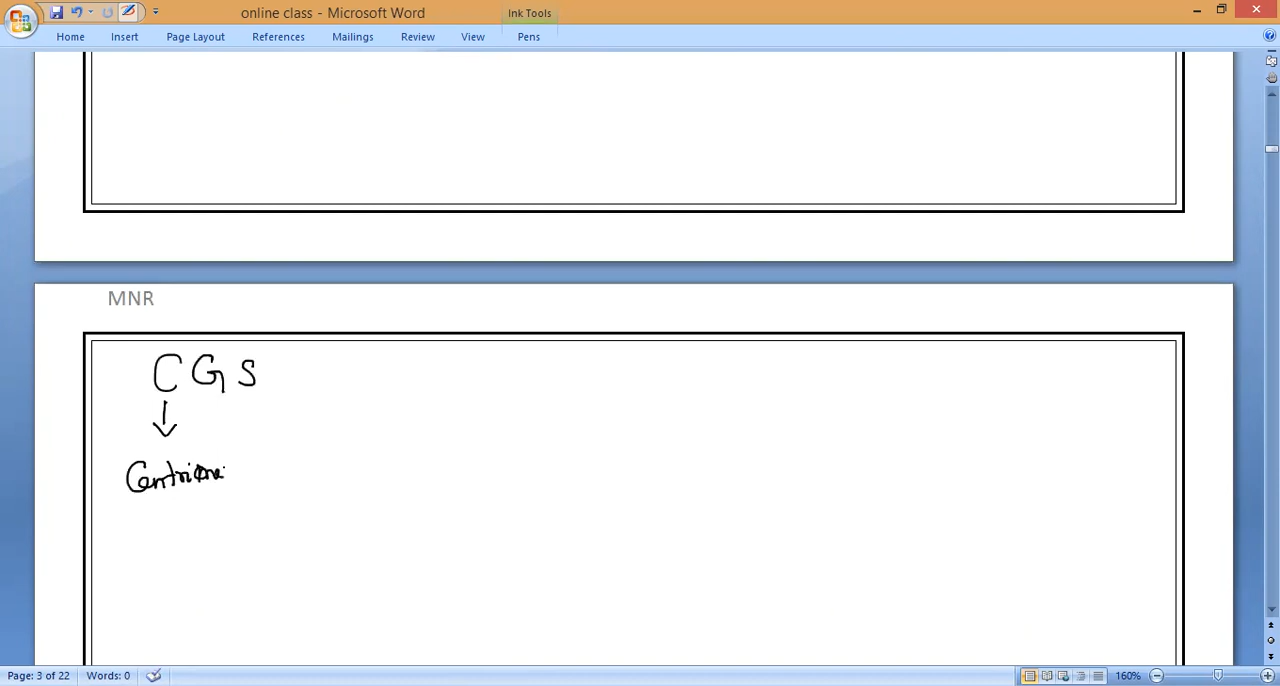 online class - Microsoft Word
Ink Tools
Home Insert Page Layout References Mailings Review View Pens
MNR
C G S
Page: 3 of 22 Words: 0 160%